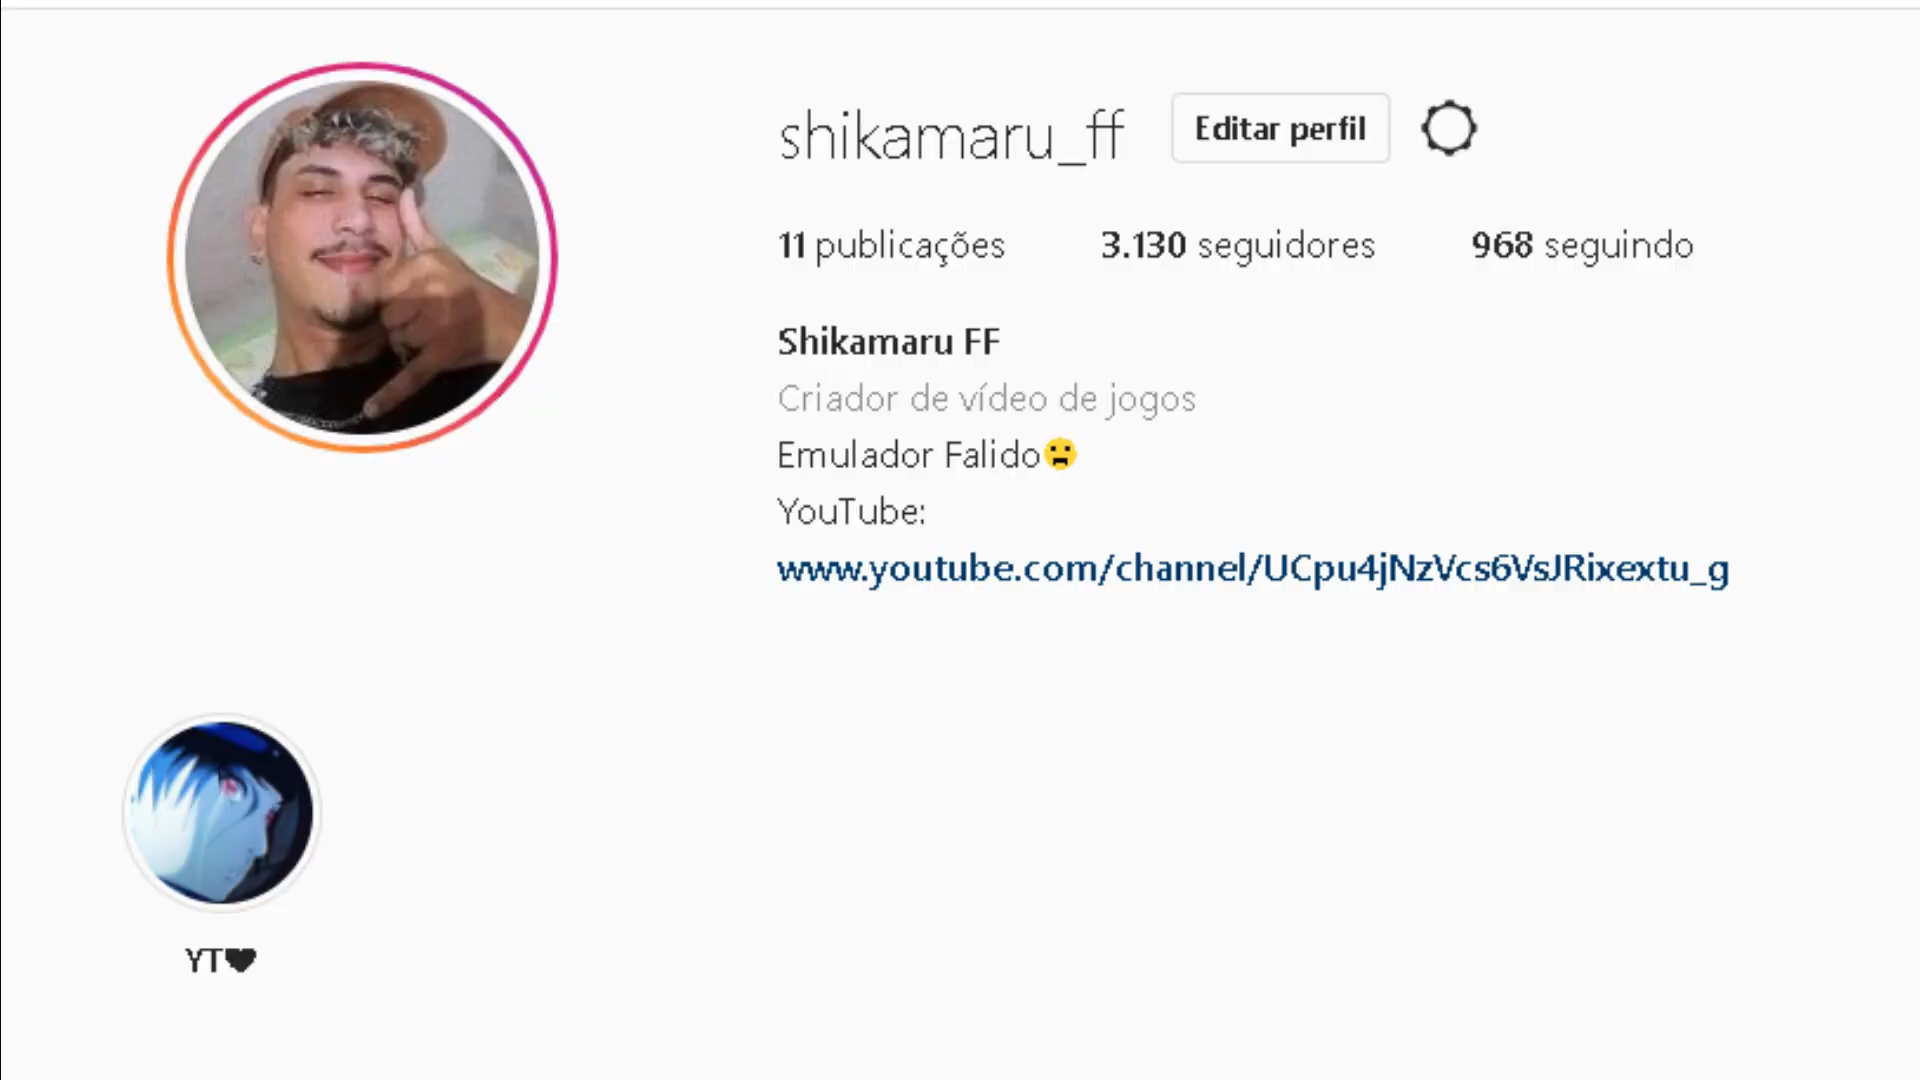 shikamaru_ff
Editar perfil
11 publicações 3.130 seguidores 968 seguindo
Shikamaru FF
Criador de vídeo de jogos
Emulador Falido☹️
YouTube:
www.youtube.com/channel/UCpu4jNzVcs6VsJRixextu_g
YT🖤